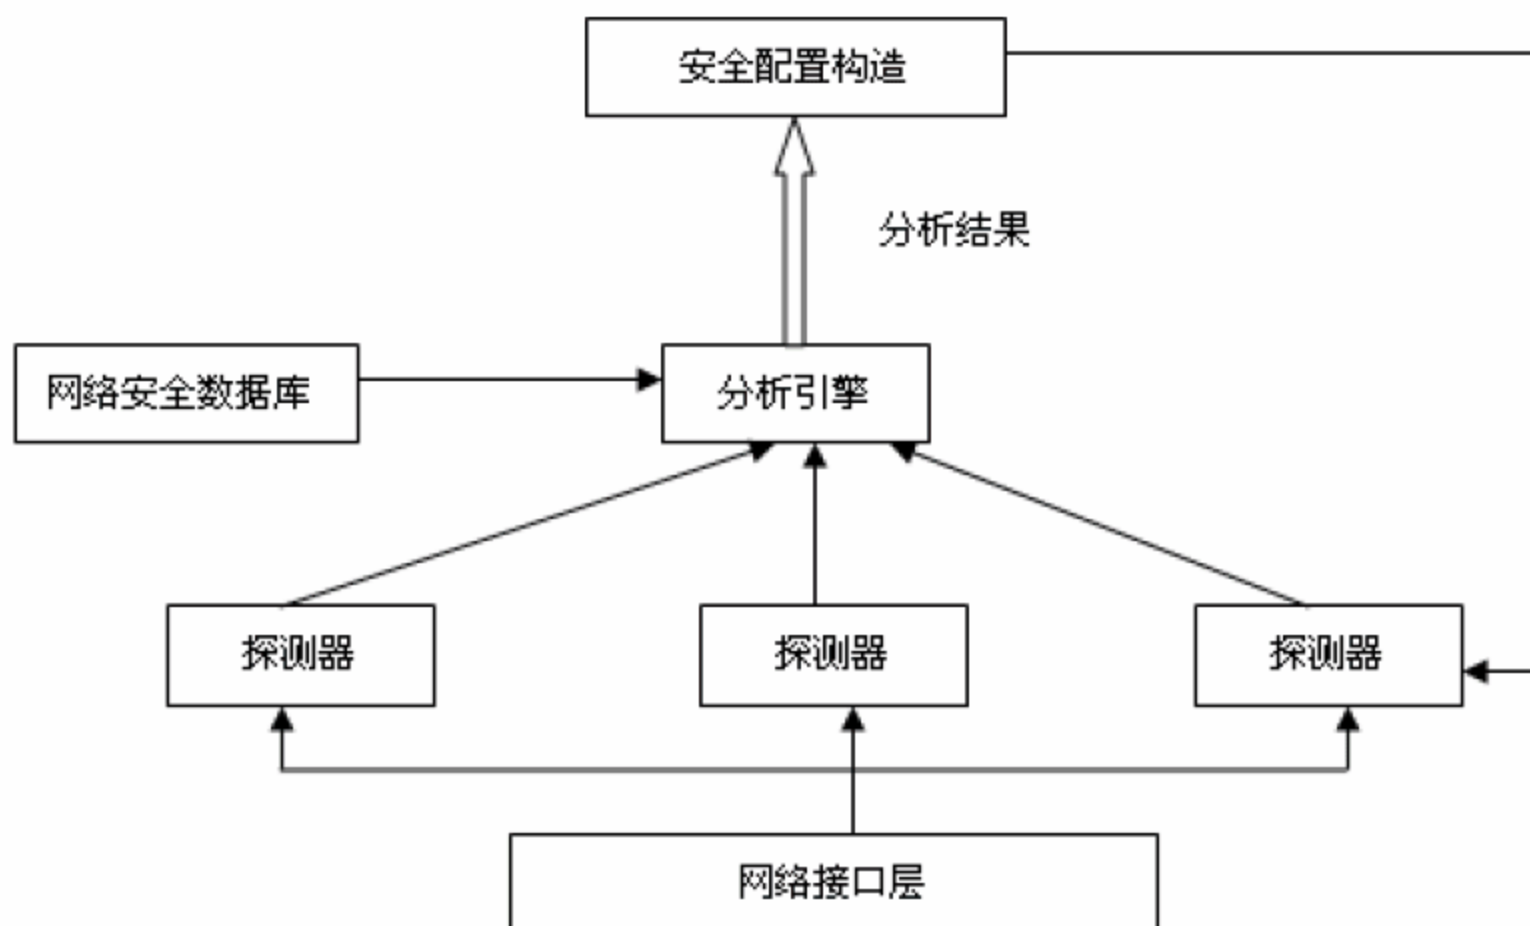 安全配置构造
分析结果
网络安全数据库
分析引擎
探测器
探测器
探测器
网络接口层